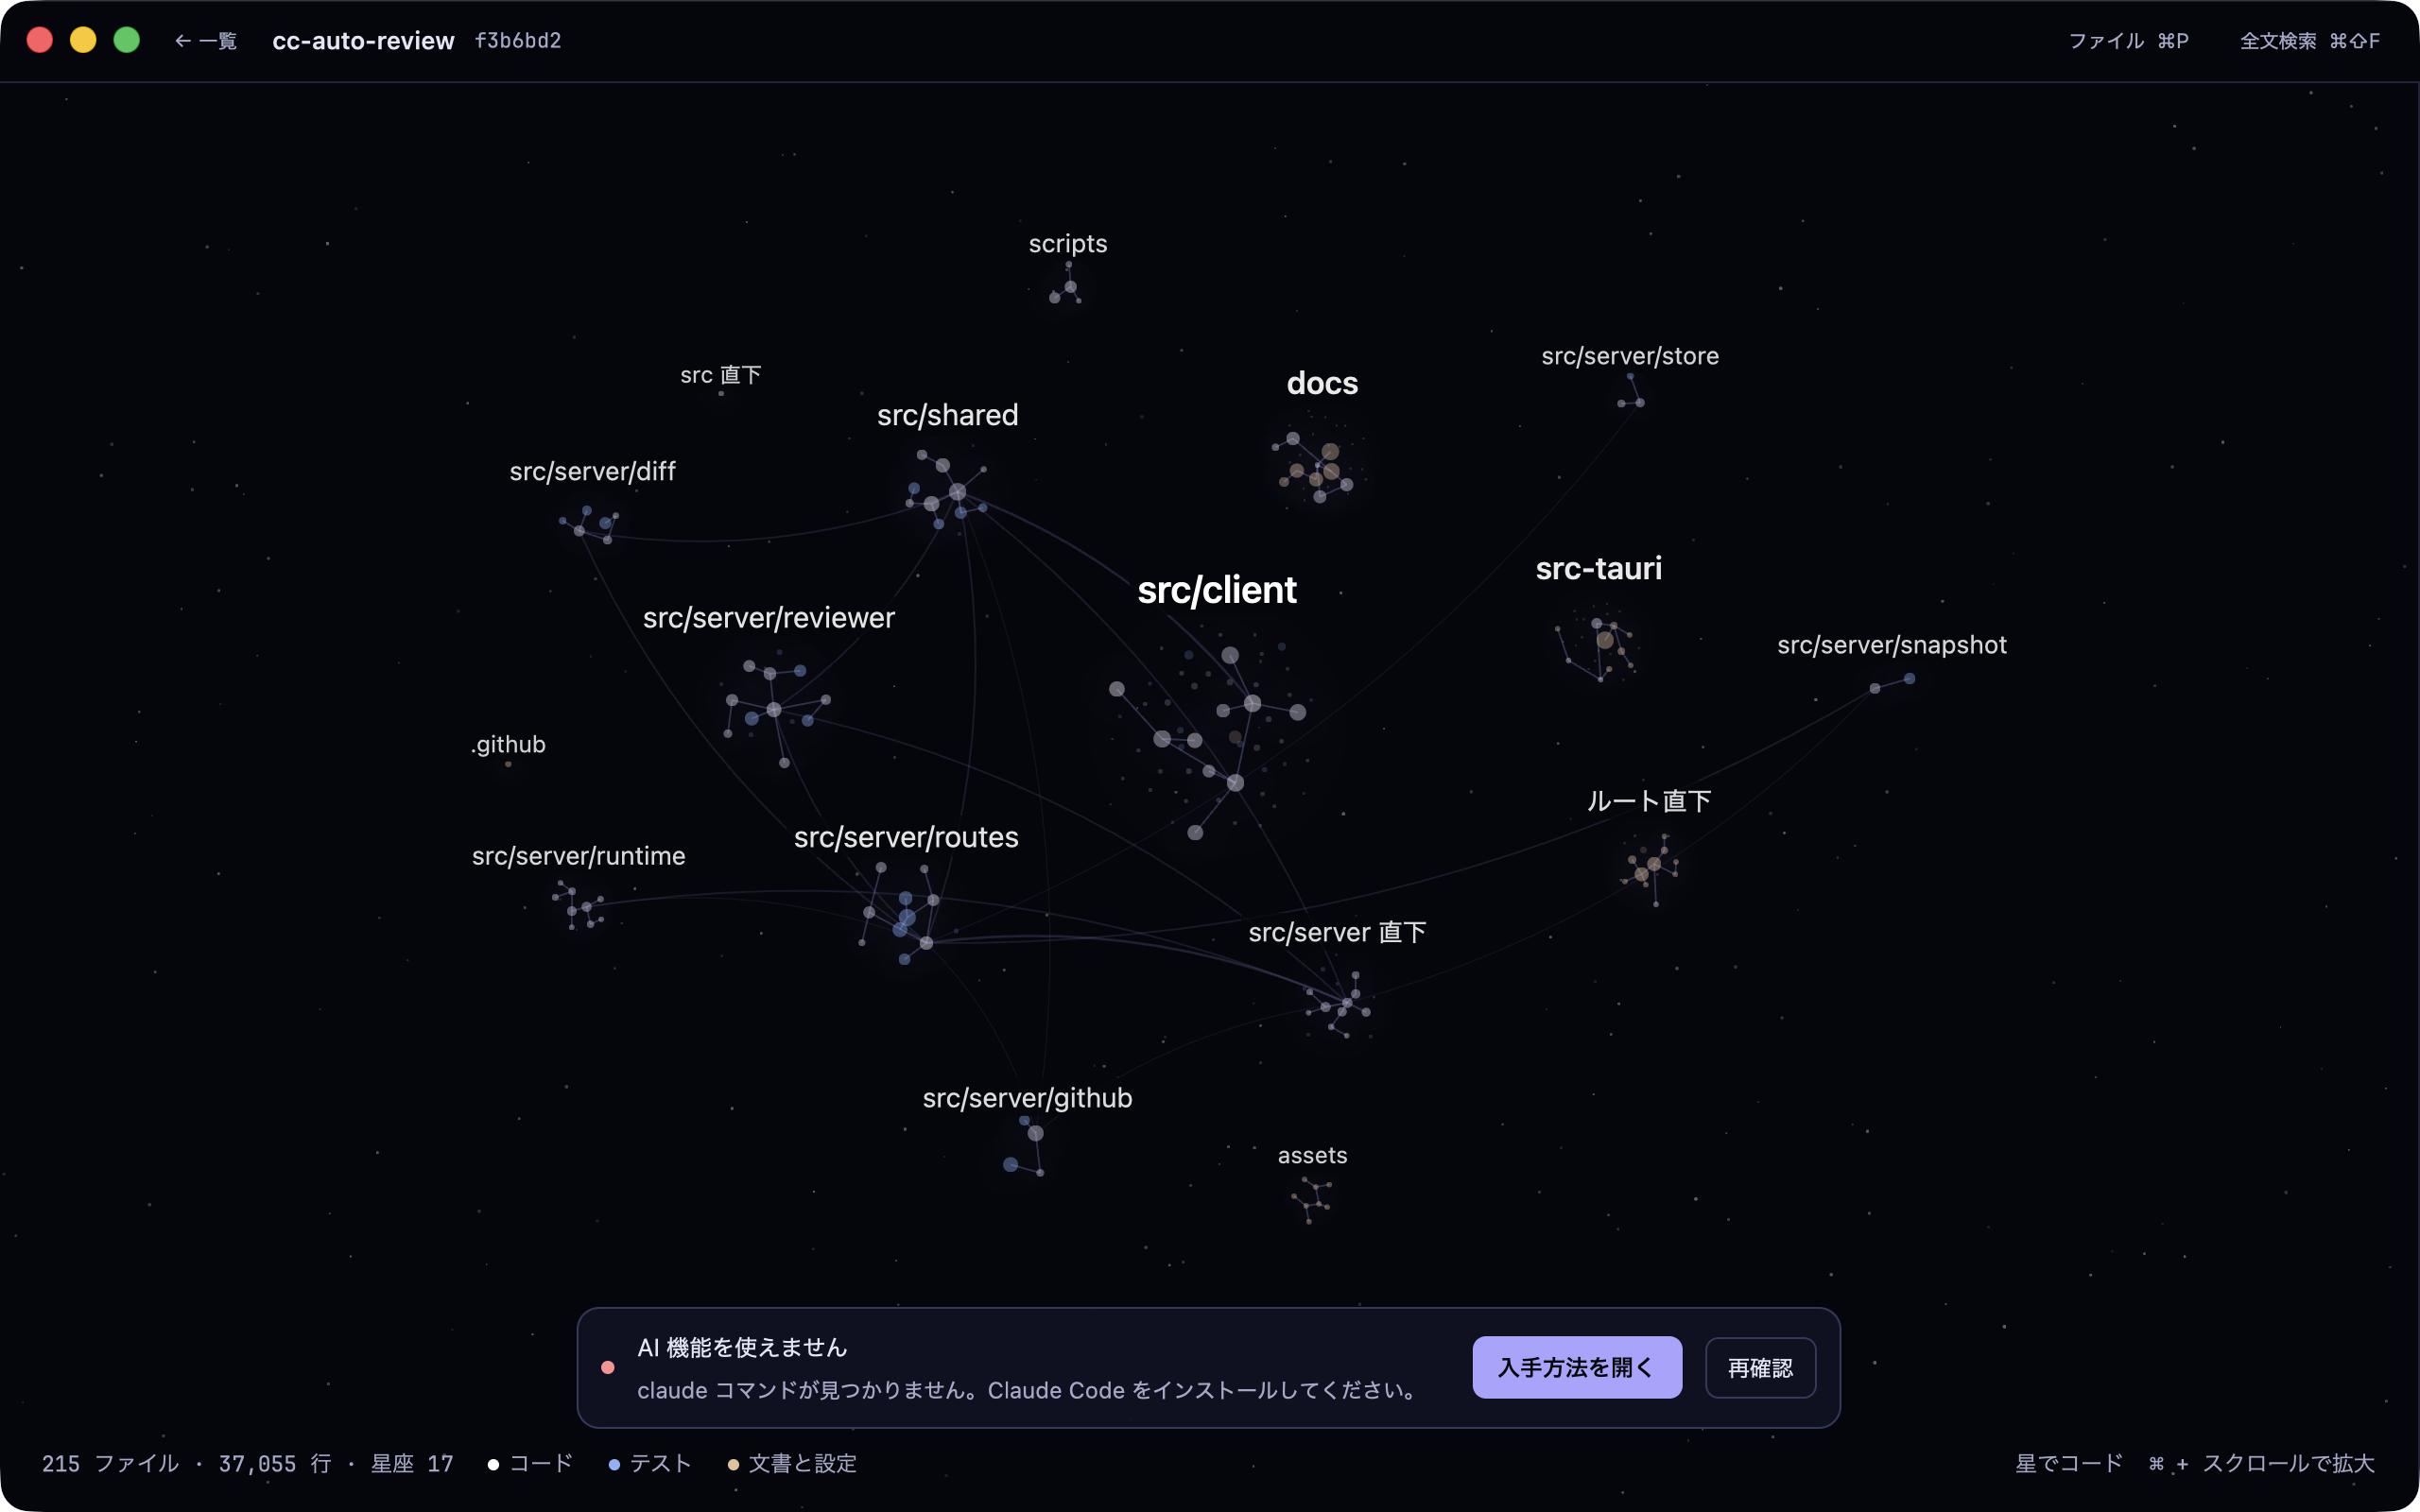 ← 一覧 cc-auto-review f3b6bd2 ファイル ⌘P 全文検索 ⌘⇧F
scripts
src/server/store
src 直下
docs
src/shared
src/server/diff
src-tauri
src/client
src/server/reviewer
src/server/snapshot
.github
ルート直下
src/server/routes
src/server/runtime
src/server 直下
src/server/github
assets
AI 機能を使えません
claude コマンドが見つかりません。Claude Code をインストールしてください。
入手方法を開く
再確認
215 ファイル · 37,055 行 · 星座 17 コード テスト 文書と設定 星でコード ⌘ + スクロールで拡大